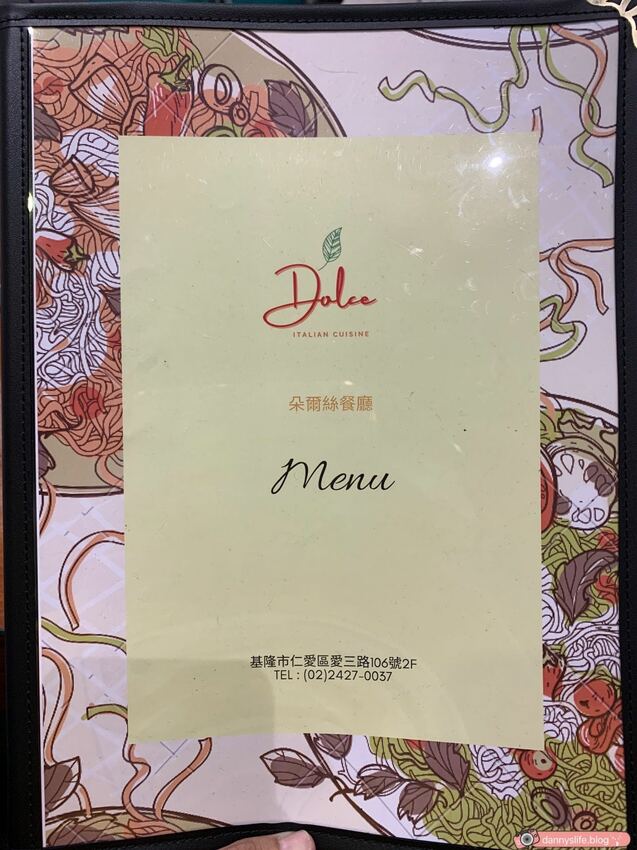 Dolce
ITALIAN CUISINE
朵爾絲餐廳
Menu
基隆市仁愛區愛三路106號2F
TEL : (02)2427-0037
dannyslife.blog